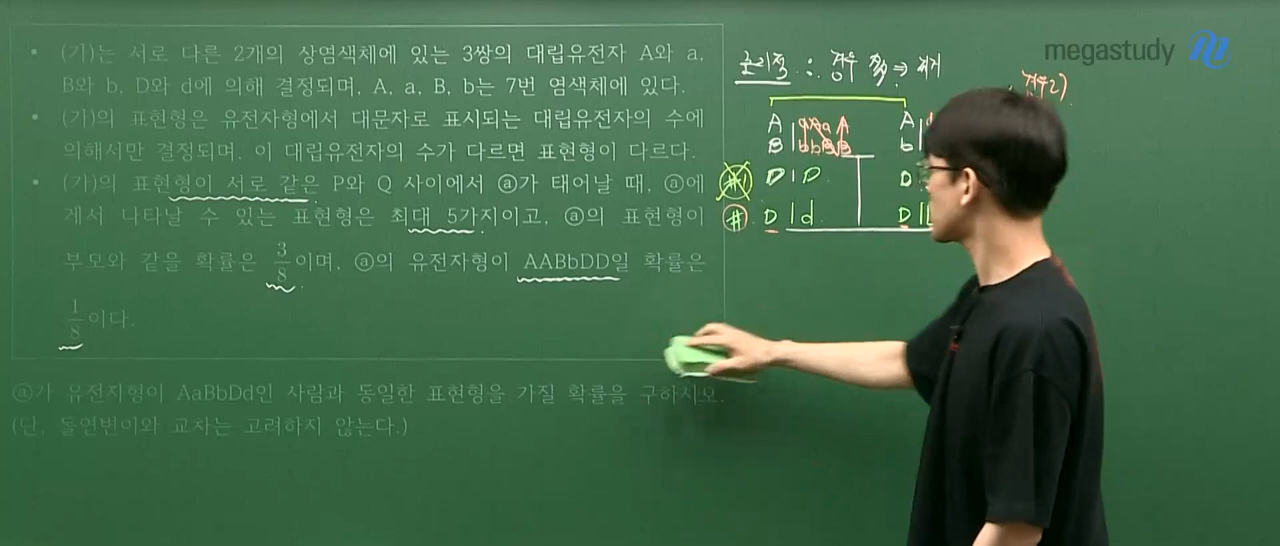 • (가)는 서로 다른 2개의 상염색체에 있는 3쌍의 대립유전자 A와 a,
B와 b, D와 d에 의해 결정되며, A, a, B, b는 7번 염색체에 있다.
• (가)의 표현형은 유전자형에서 대문자로 표시되는 대립유전자의 수에
의해서만 결정되며, 이 대립유전자의 수가 다르면 표현형이 다르다.
• (가)의 표현형이 서로 같은 P와 Q 사이에서 ⓐ가 태어날 때, ⓐ에
게서 나타날 수 있는 표현형은 최대 5가지이고, ⓐ의 표현형이
부모와 같을 확률은 3/8이며, ⓐ의 유전자형이 AABbDD일 확률은
1/8이다.
ⓐ가 유전자형이 AaBbDd인 사람과 동일한 표현형을 가질 확률을 구하시오.
(단, 돌연변이와 교차는 고려하지 않는다.)
megastudy
논리적 ∴
경우2)
A A
B b
#1 D | D D
# D | d D